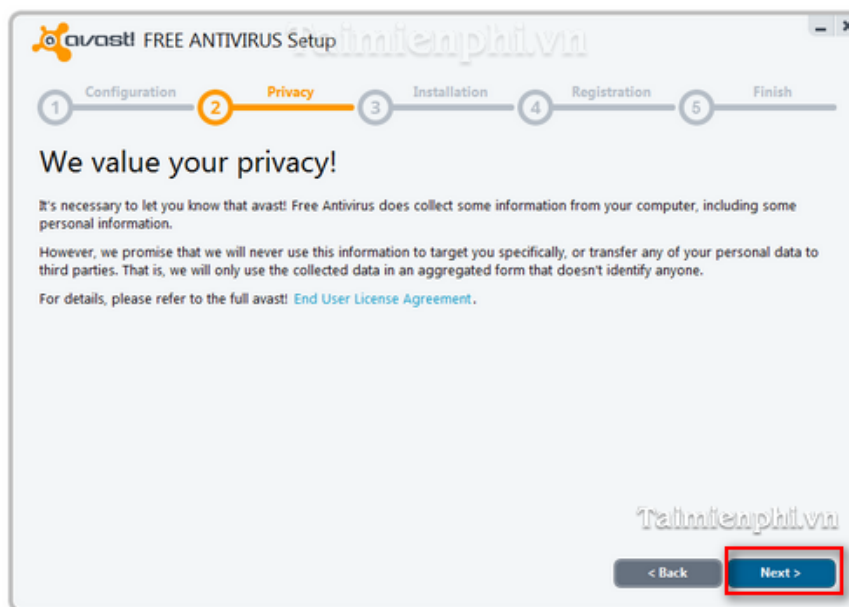 avast! FREE ANTIVIRUS Setup
Taimienphi.vn
1 Configuration 2 Privacy 3 Installation 4 Registration 5 Finish
We value your privacy!
It's necessary to let you know that avast! Free Antivirus does collect some information from your computer, including some
personal information.
However, we promise that we will never use this information to target you specifically, or transfer any of your personal data to
third parties. That is, we will only use the collected data in an aggregated form that doesn't identify anyone.
For details, please refer to the full avast! End User License Agreement.
Taimienphi.vn
< Back Next >